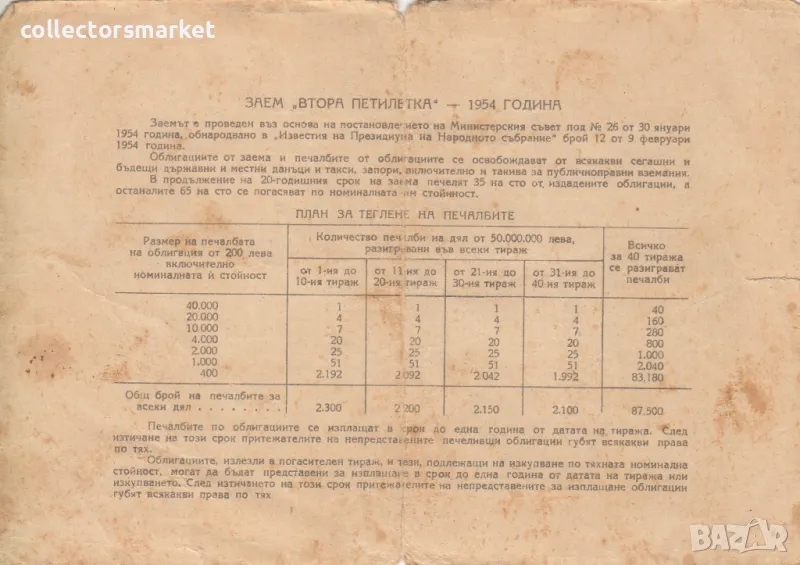 collectorsmarket
ЗАЕМ „ВТОРА ПЕТИЛЕТКА" — 1954 ГОДИНА
Заемът е проведен въз основа на постановлението на Министерския съвет под № 26 от 30 януари
1954 година, обнародвано в „Известия на Президиума на Народното събрание" брой 12 от 9 февруари
1954 година.
Облигациите от заема и печалбите от облигациите се освобождават от всякакви сегашни и
бъдещи държавни и местни данъци и такси, запори, включително и такива за публичноправни вземания.
В продължение на 20-годишния срок на заема печелят 35 на сто от издадените облигации, а
останалите 65 на сто се погасяват по номиналната им стойност.
ПЛАН ЗА ТЕГЛЕНЕ НА ПЕЧАЛБИТЕ
Размер на печалбата
на облигация от 200 лева
включително
номиналната ѝ стойност
Количество печалби на дял от 50.000.000 лева,
разигравани във всеки тираж
от 1-ия до
10-ия тираж
от 11-ия до
20-ия тираж
от 21-ия до
30-ия тираж
от 31-ия до
40-ия тираж
Всичко
за 40 тиража
се разиграват
печалби
40.000 1 1 1 1 40
20.000 4 4 4 4 160
10.000 7 7 7 7 280
4.000 20 20 20 20 800
2.000 25 25 25 25 1.000
1.000 51 51 51 51 2.040
400 2.192 2.092 2.042 1.992 83.180
Общ брой на печалбите за
всеки дял . . . . . . . . 2.300 2.200 2.150 2.100 87.500
Печалбите по облигациите се изплащат в срок до една година от датата на тиража. След
изтичане на този срок притежателите на непредставените печеливши облигации губят всякакви права
по тях.
Облигациите, излезли в погасителен тираж, и тези, подлежащи на изкупване по тяхната номинална
стойност, могат да бъдат представени за изплащане в срок до една година от датата на тиража или
изкупването. След изтичането на този срок притежателите на непредставените за изплащане облигации
губят всякакви права по тях
BAZAR